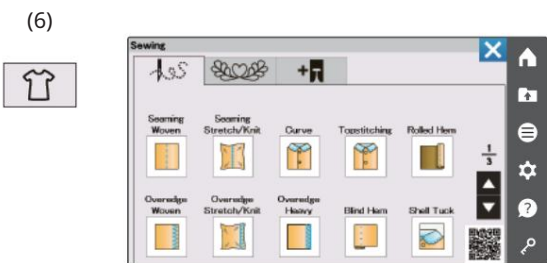 (6)
Sewing
Seaming Woven
Seaming Stretch/Knit
Curve
Topstitching
Rolled Hem
1
3
Overedge Woven
Overedge Stretch/Knit
Overedge Heavy
Blind Hem
Shell Tuck